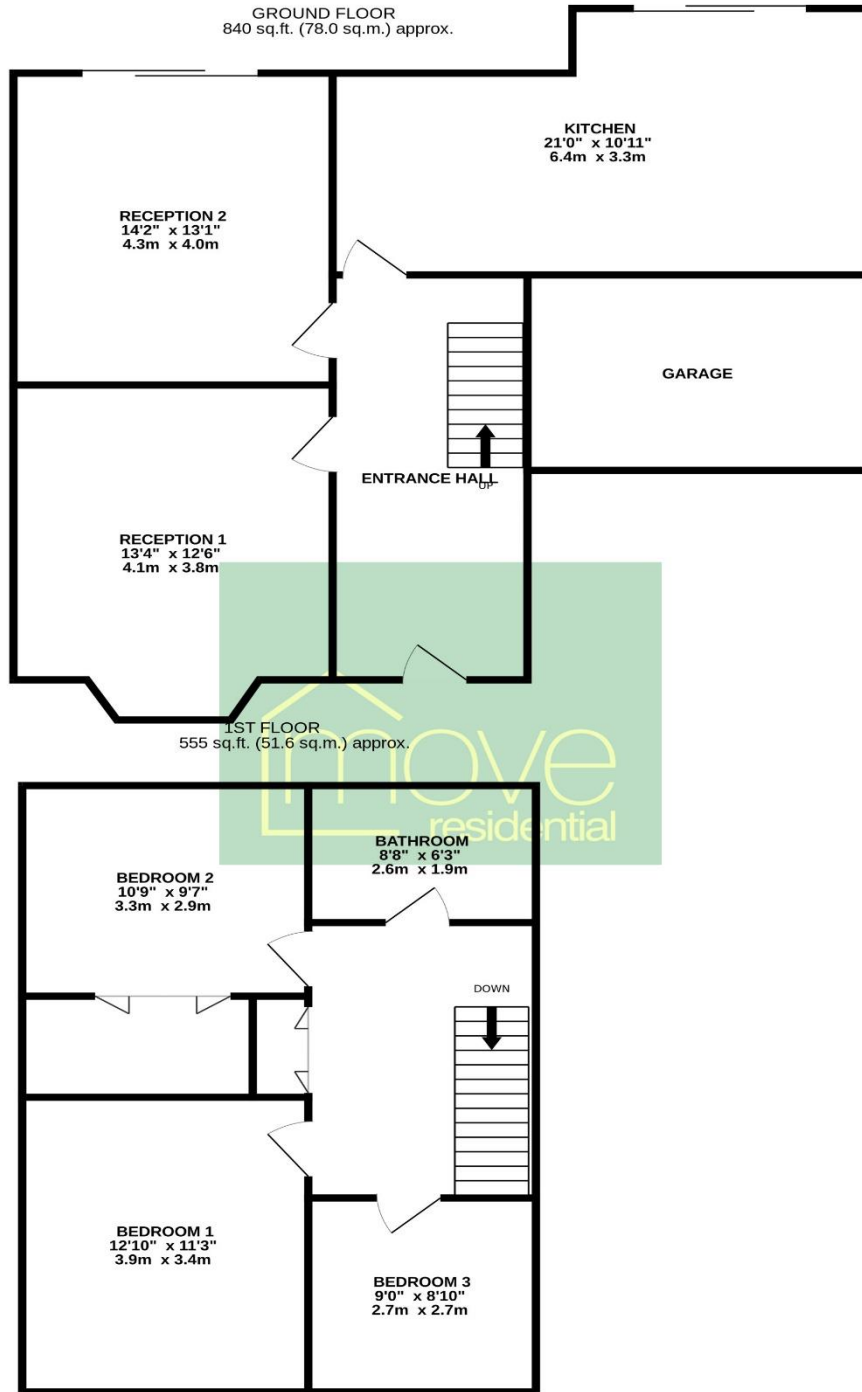 GROUND FLOOR
840 sq.ft. (78.0 sq.m.) approx.
KITCHEN
21'0" x 10'11"
6.4m x 3.3m
RECEPTION 2
14'2" x 13'1"
4.3m x 4.0m
GARAGE
ENTRANCE HALL
UP
RECEPTION 1
13'4" x 12'6"
4.1m x 3.8m
1ST FLOOR
555 sq.ft. (51.6 sq.m.) approx.
move
residential
BATHROOM
8'8" x 6'3"
2.6m x 1.9m
BEDROOM 2
10'9" x 9'7"
3.3m x 2.9m
DOWN
BEDROOM 1
12'10" x 11'3"
3.9m x 3.4m
BEDROOM 3
9'0" x 8'10"
2.7m x 2.7m